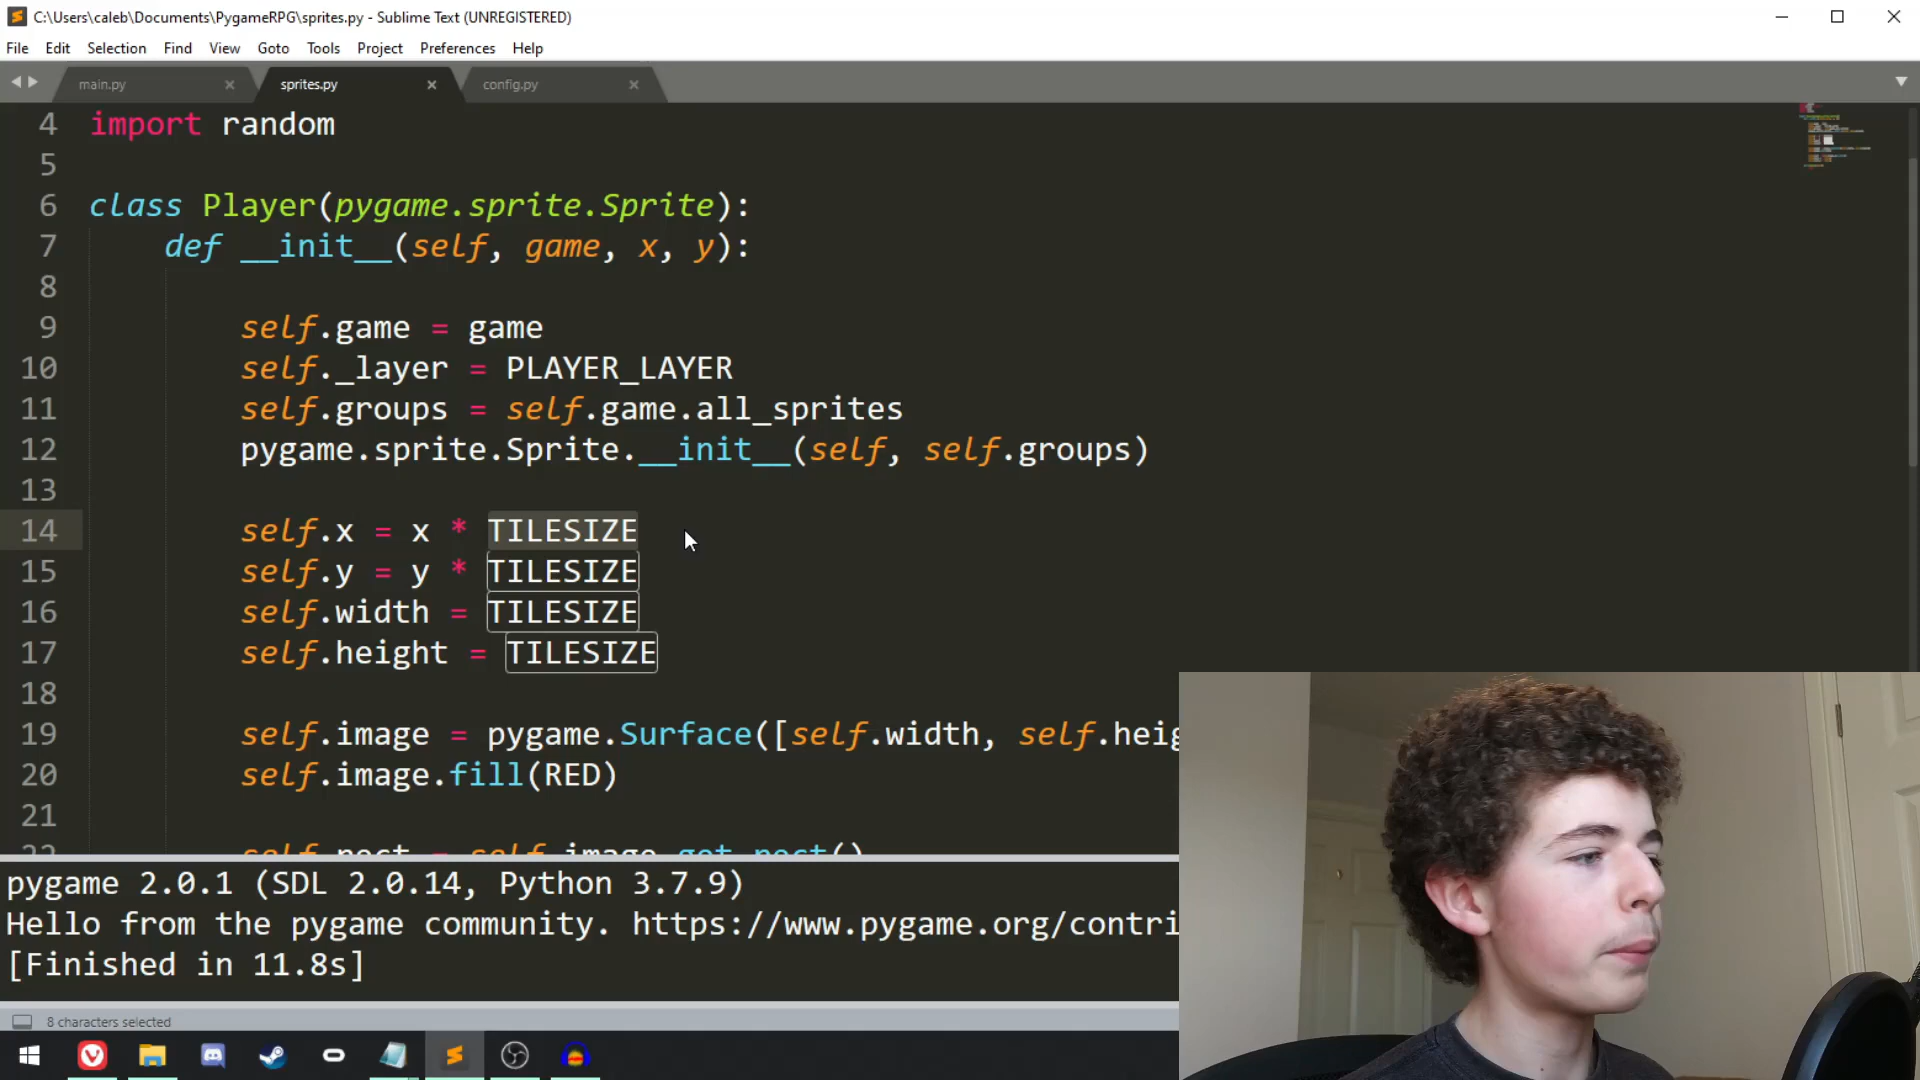 C:\Users\caleb\Documents\PygameRPG\sprites.py - Sublime Text (UNREGISTERED)
File Edit Selection Find View Goto Tools Project Preferences Help
main.py sprites.py config.py
4 import random
5
6 class Player(pygame.sprite.Sprite):
7 def __init__(self, game, x, y):
8
9 self.game = game
10 self._layer = PLAYER_LAYER
11 self.groups = self.game.all_sprites
12 pygame.sprite.Sprite.__init__(self, self.groups)
13
14 self.x = x * TILESIZE
15 self.y = y * TILESIZE
16 self.width = TILESIZE
17 self.height = TILESIZE
18
19 self.image = pygame.Surface([self.width, self.heig
20 self.image.fill(RED)
21
22 self.rect = self.image.get_rect()
pygame 2.0.1 (SDL 2.0.14, Python 3.7.9)
Hello from the pygame community. https://www.pygame.org/contri
[Finished in 11.8s]
8 characters selected